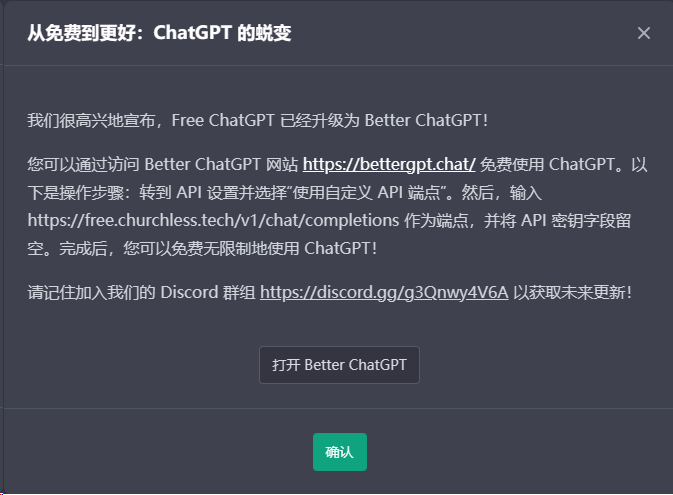 从免费到更好：ChatGPT 的蜕变
我们很高兴地宣布，Free ChatGPT 已经升级为 Better ChatGPT！
您可以通过访问 Better ChatGPT 网站 https://bettergpt.chat/ 免费使用 ChatGPT。以
下是操作步骤：转到 API 设置并选择“使用自定义 API 端点”。然后，输入
https://free.churchless.tech/v1/chat/completions 作为端点，并将 API 密钥字段留
空。完成后，您可以免费无限制地使用 ChatGPT！
请记住加入我们的 Discord 群组 https://discord.gg/g3Qnwy4V6A 以获取未来更新！
打开 Better ChatGPT
确认